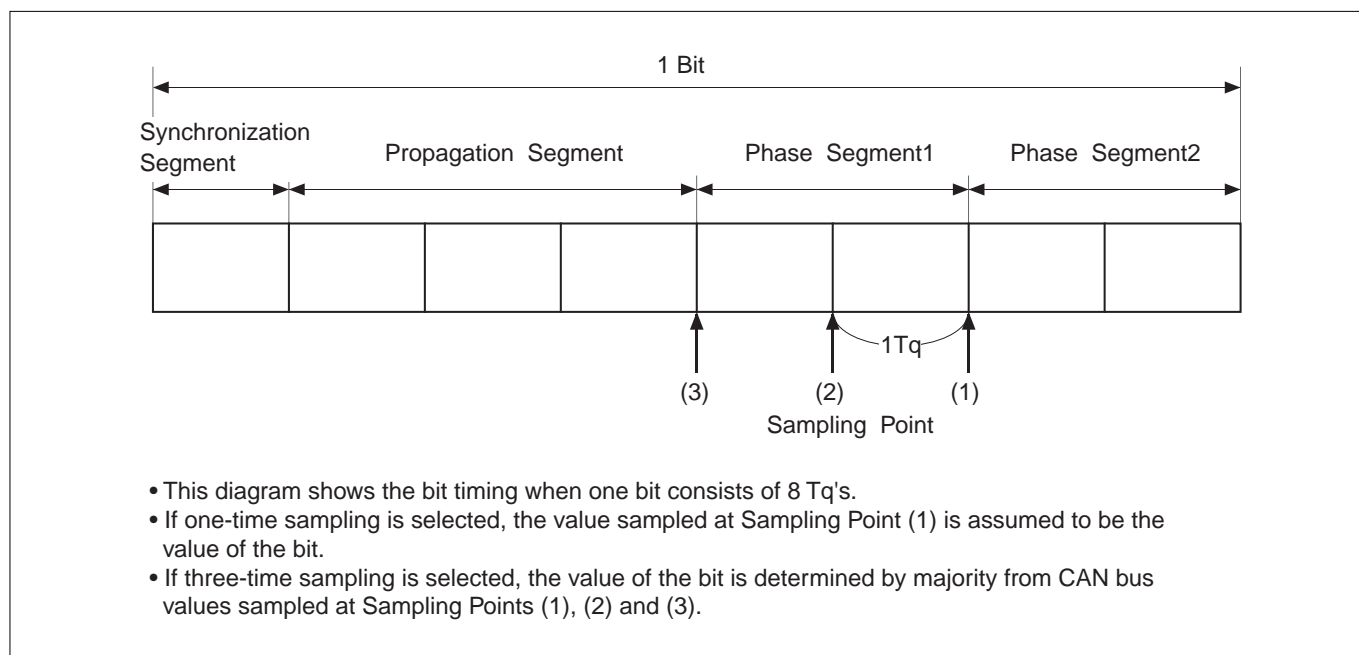 1 Bit
Synchronization
Segment
Propagation Segment
Phase Segment1
Phase Segment2
1Tq
(3)
(2)
(1)
Sampling Point
• This diagram shows the bit timing when one bit consists of 8 Tq's.
• If one-time sampling is selected, the value sampled at Sampling Point (1) is assumed to be the
value of the bit.
• If three-time sampling is selected, the value of the bit is determined by majority from CAN bus
values sampled at Sampling Points (1), (2) and (3).